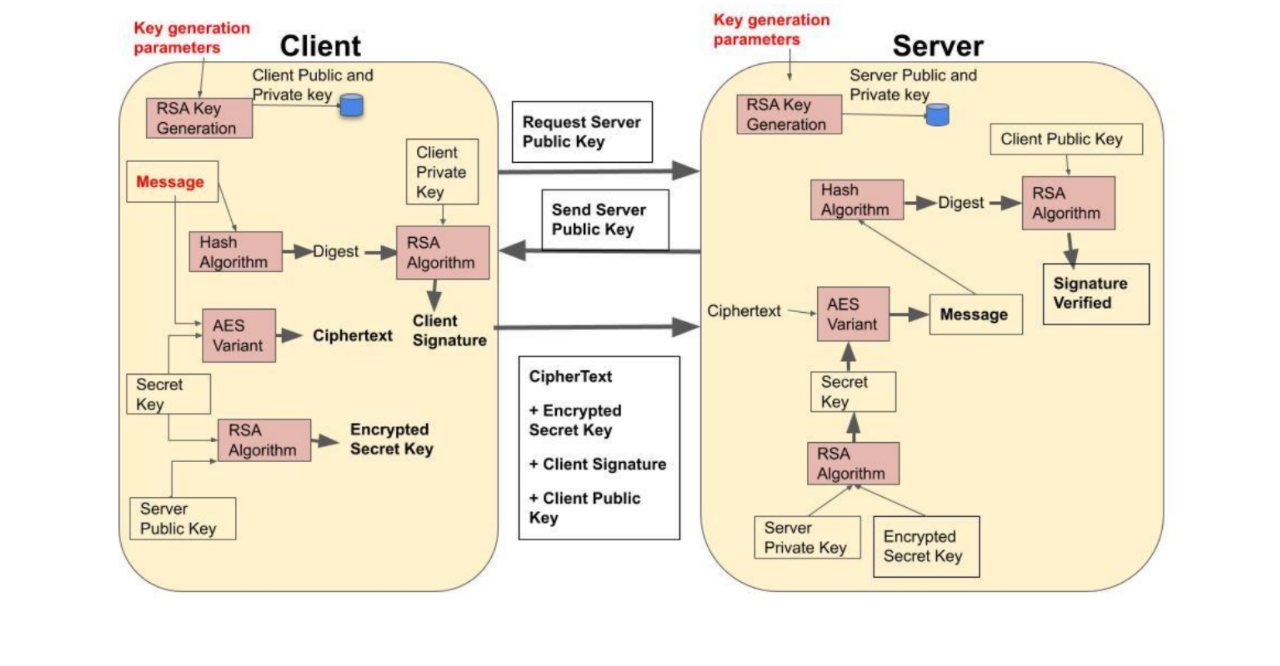 Key generation
parameters
Client
Client Public and
Private key
RSA Key
Generation
Message
Client
Private
Key
Hash
Algorithm
Digest
RSA
Algorithm
AES
Variant
Ciphertext
Client
Signature
Secret
Key
RSA
Algorithm
Encrypted
Secret Key
Server
Public Key
Request Server
Public Key
Send Server
Public Key
CipherText
+ Encrypted
Secret Key
+ Client Signature
+ Client Public
Key
Key generation
parameters
Server
Server Public and
Private key
RSA Key
Generation
Client Public Key
Hash
Algorithm
Digest
RSA
Algorithm
Signature
Verified
Ciphertext
AES
Variant
Message
Secret
Key
RSA
Algorithm
Server
Private Key
Encrypted
Secret Key